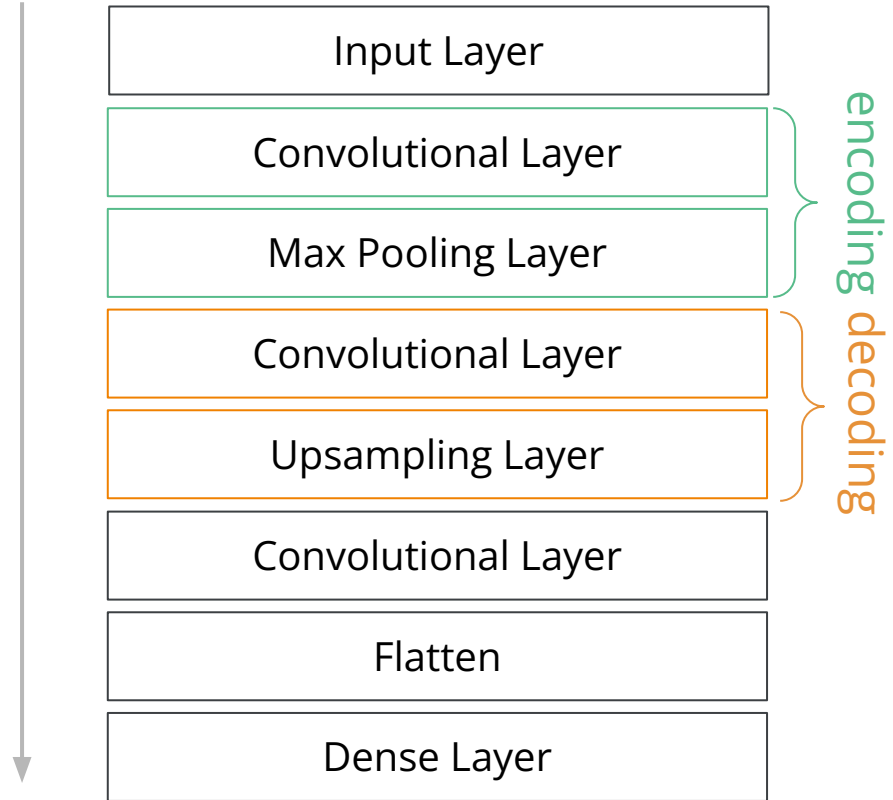 Input Layer
Convolutional Layer
Max Pooling Layer
encoding
Convolutional Layer
Upsampling Layer
decoding
Convolutional Layer
Flatten
Dense Layer